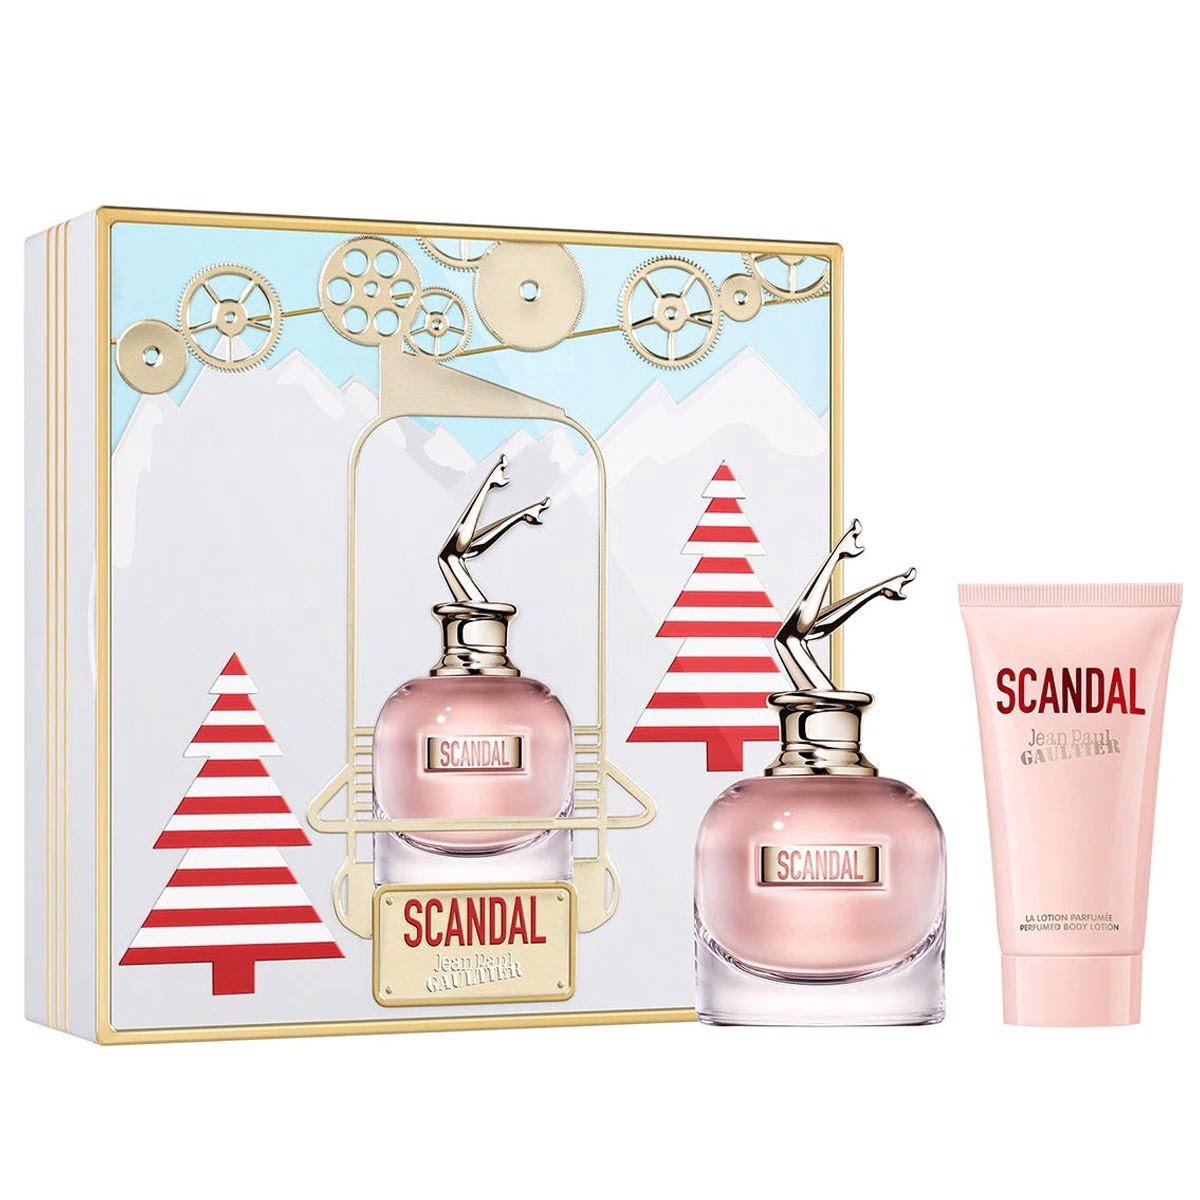 SCANDAL
SCANDAL
Jean Paul
GAULTIER
SCANDAL
SCANDAL
Jean Paul
GAULTIER
LA LOTION PARFUMÉE
PERFUMED BODY LOTION